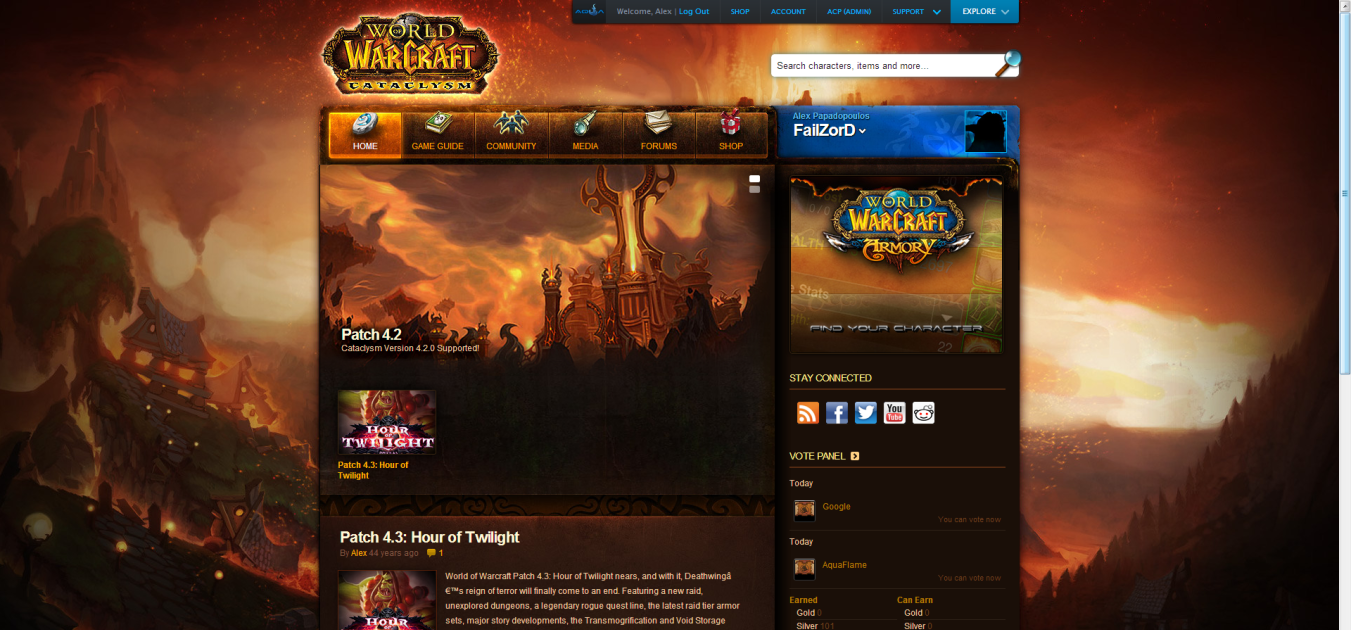 AQUA
Welcome, Alex | Log Out
SHOP
ACCOUNT
ACP (ADMIN)
SUPPORT
EXPLORE
WORLD OF WARCRAFT
CATACLYSM
Search characters, items and more...
HOME
GAME GUIDE
COMMUNITY
MEDIA
FORUMS
SHOP
Alex Papadopoulos
FailZorD
Patch 4.2
Cataclysm Version 4.2.0 Supported!
HOUR OF
TWILIGHT
Patch 4.3: Hour of
Twilight
Patch 4.3: Hour of Twilight
By Alex 44 years ago 1
World of Warcraft Patch 4.3: Hour of Twilight nears, and with it, Deathwingâ
€™s reign of terror will finally come to an end. Featuring a new raid,
unexplored dungeons, a legendary rogue quest line, the latest raid tier armor
sets, major story developments, the Transmogrification and Void Storage
HOUR OF
WORLD
OF
WARCRAFT
ARMORY
Stats
22
FIND YOUR CHARACTER
STAY CONNECTED
You
Tube
VOTE PANEL
Today
Google
You can vote now
Today
AquaFlame
You can vote now
Earned
Can Earn
Gold 0
Gold 0
Silver 101
Silver 0